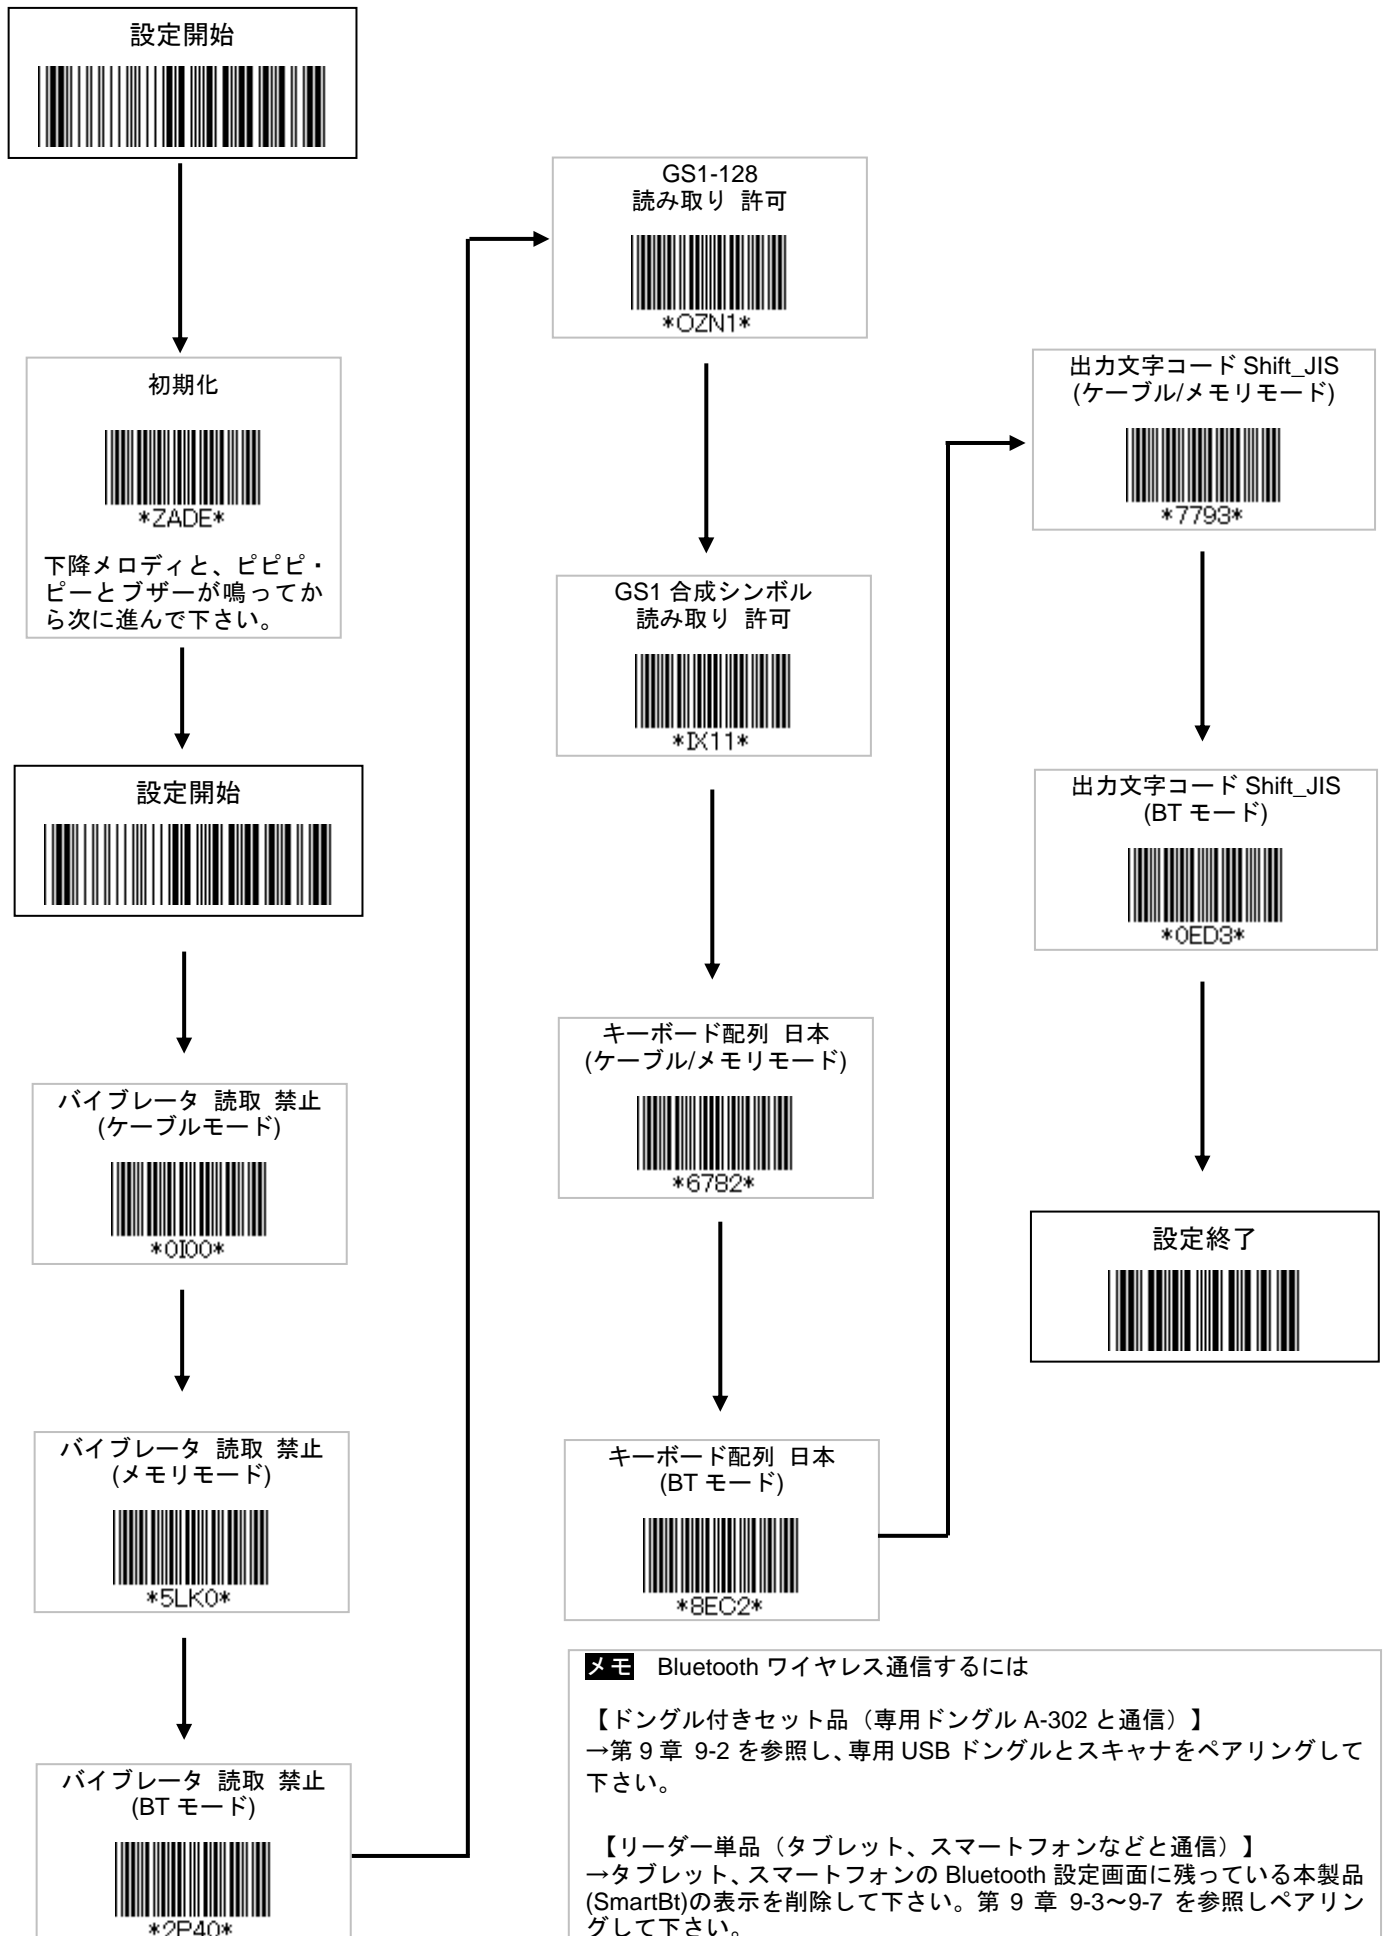 設定開始
初期化
*ZADE*
下降メロディと、ピピピ・
ピーとブザーが鳴ってか
ら次に進んで下さい。
設定開始
バイブレータ 読取 禁止
(ケーブルモード)
*0I00*
バイブレータ 読取 禁止
(メモリモード)
*5LK0*
バイブレータ 読取 禁止
(BT モード)
*2P40*
GS1-128
読み取り 許可
*OZN1*
GS1 合成シンボル
読み取り 許可
*IX11*
キーボード配列 日本
(ケーブル/メモリモード)
*6782*
キーボード配列 日本
(BT モード)
*8EC2*
出力文字コード Shift_JIS
(ケーブル/メモリモード)
*7793*
出力文字コード Shift_JIS
(BT モード)
*0ED3*
設定終了
メモ Bluetooth ワイヤレス通信するには
【ドングル付きセット品（専用ドングル A-302 と通信）】
→第 9 章 9-2 を参照し、専用 USB ドングルとスキャナをペアリングして
下さい。
【リーダー単品（タブレット、スマートフォンなどと通信）】
→タブレット、スマートフォンの Bluetooth 設定画面に残っている本製品
(SmartBt)の表示を削除して下さい。第 9 章 9-3～9-7 を参照しペアリン
グして下さい。